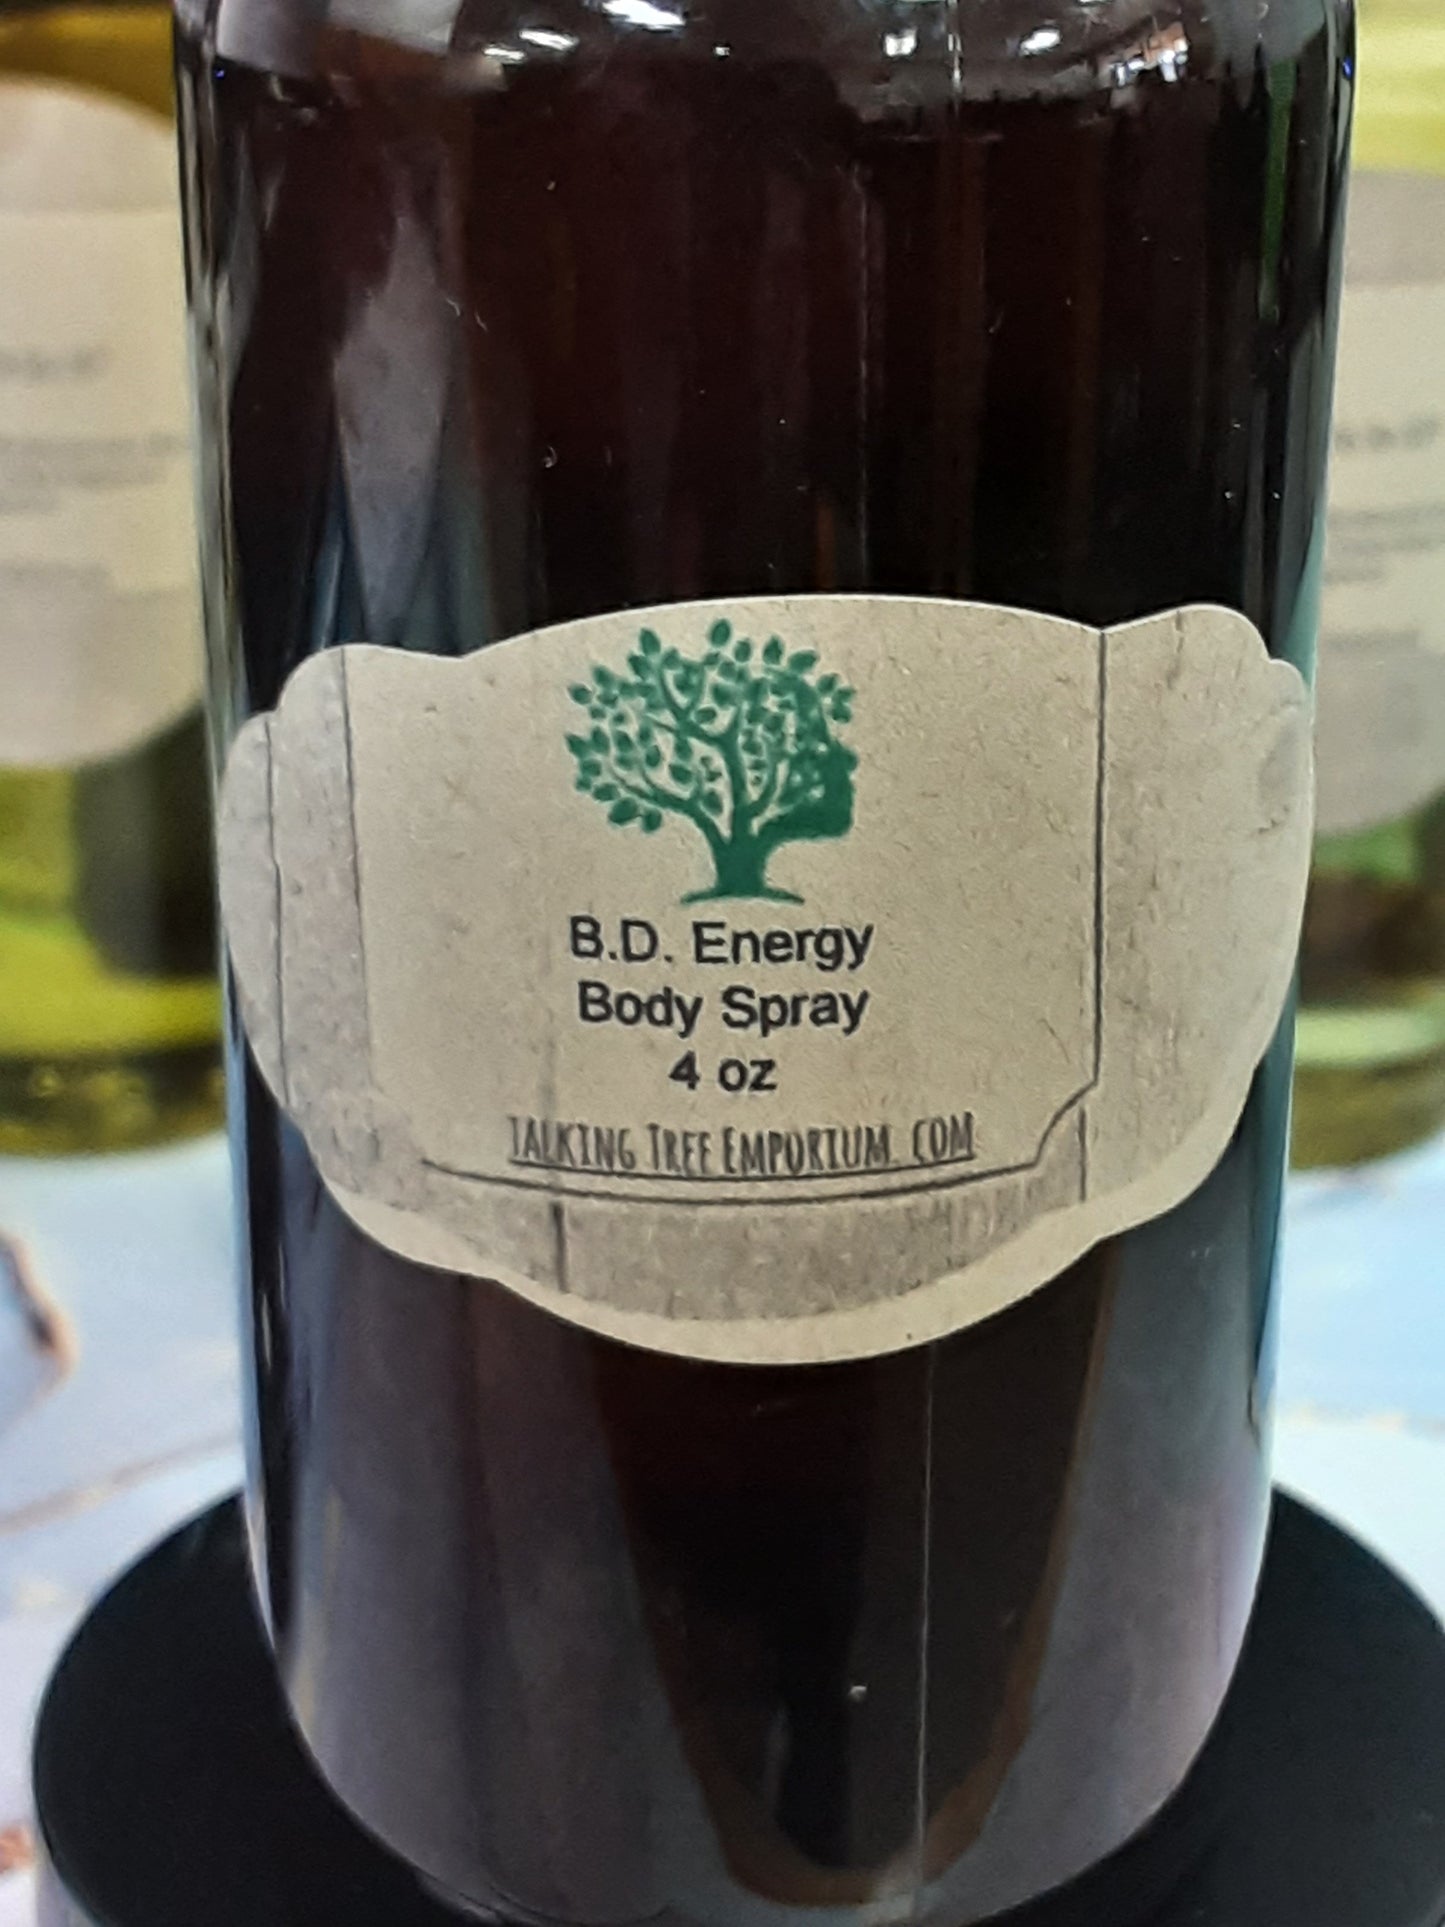 B.D. Energy
Body Spray
4 oz
TALKING TREE EMPORIUM. COM